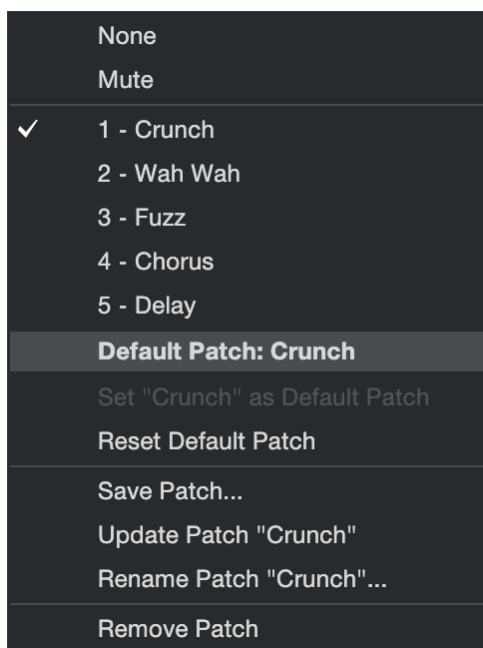 None
Mute
1 - Crunch
2 - Wah Wah
3 - Fuzz
4 - Chorus
5 - Delay
Default Patch: Crunch
Set "Crunch" as Default Patch
Reset Default Patch
Save Patch...
Update Patch "Crunch"
Rename Patch "Crunch"...
Remove Patch